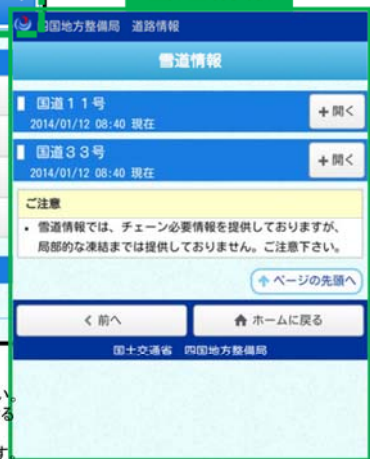 四国地方整備局 道路情報
雪道情報
国道11号
2014/01/12 08:40 現在
+開く
国道33号
2014/01/12 08:40 現在
+開く
ご注意
・ 雪道情報では、チェーン必要情報を提供しておりますが、
局部的な凍結までは提供しておりません。ご注意下さい。
ページの先頭へ
< 前へ
ホームに戻る
国土交通省 四国地方整備局
い。
る
す。